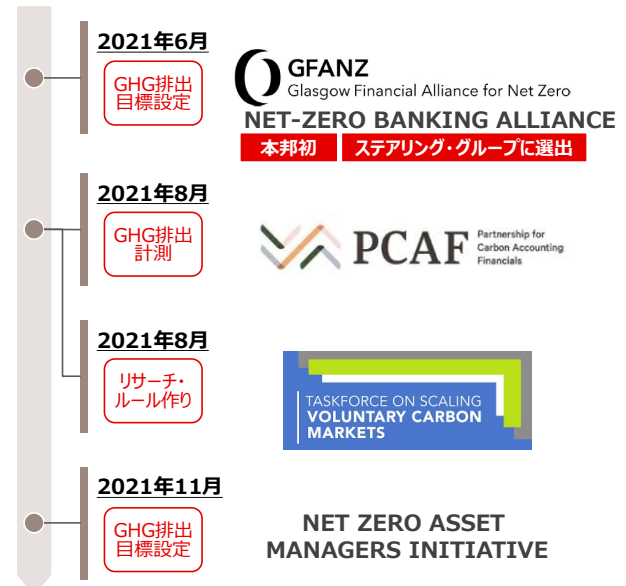 2021年6月
GHG排出
目標設定
GFANZ
Glasgow Financial Alliance for Net Zero
NET-ZERO BANKING ALLIANCE
本邦初 ステアリング・グループに選出
2021年8月
GHG排出
計測
PCAF
Partnership for
Carbon Accounting
Financials
2021年8月
リサーチ・
ルール作り
TASKFORCE ON SCALING
VOLUNTARY CARBON
MARKETS
2021年11月
GHG排出
目標設定
NET ZERO ASSET
MANAGERS INITIATIVE